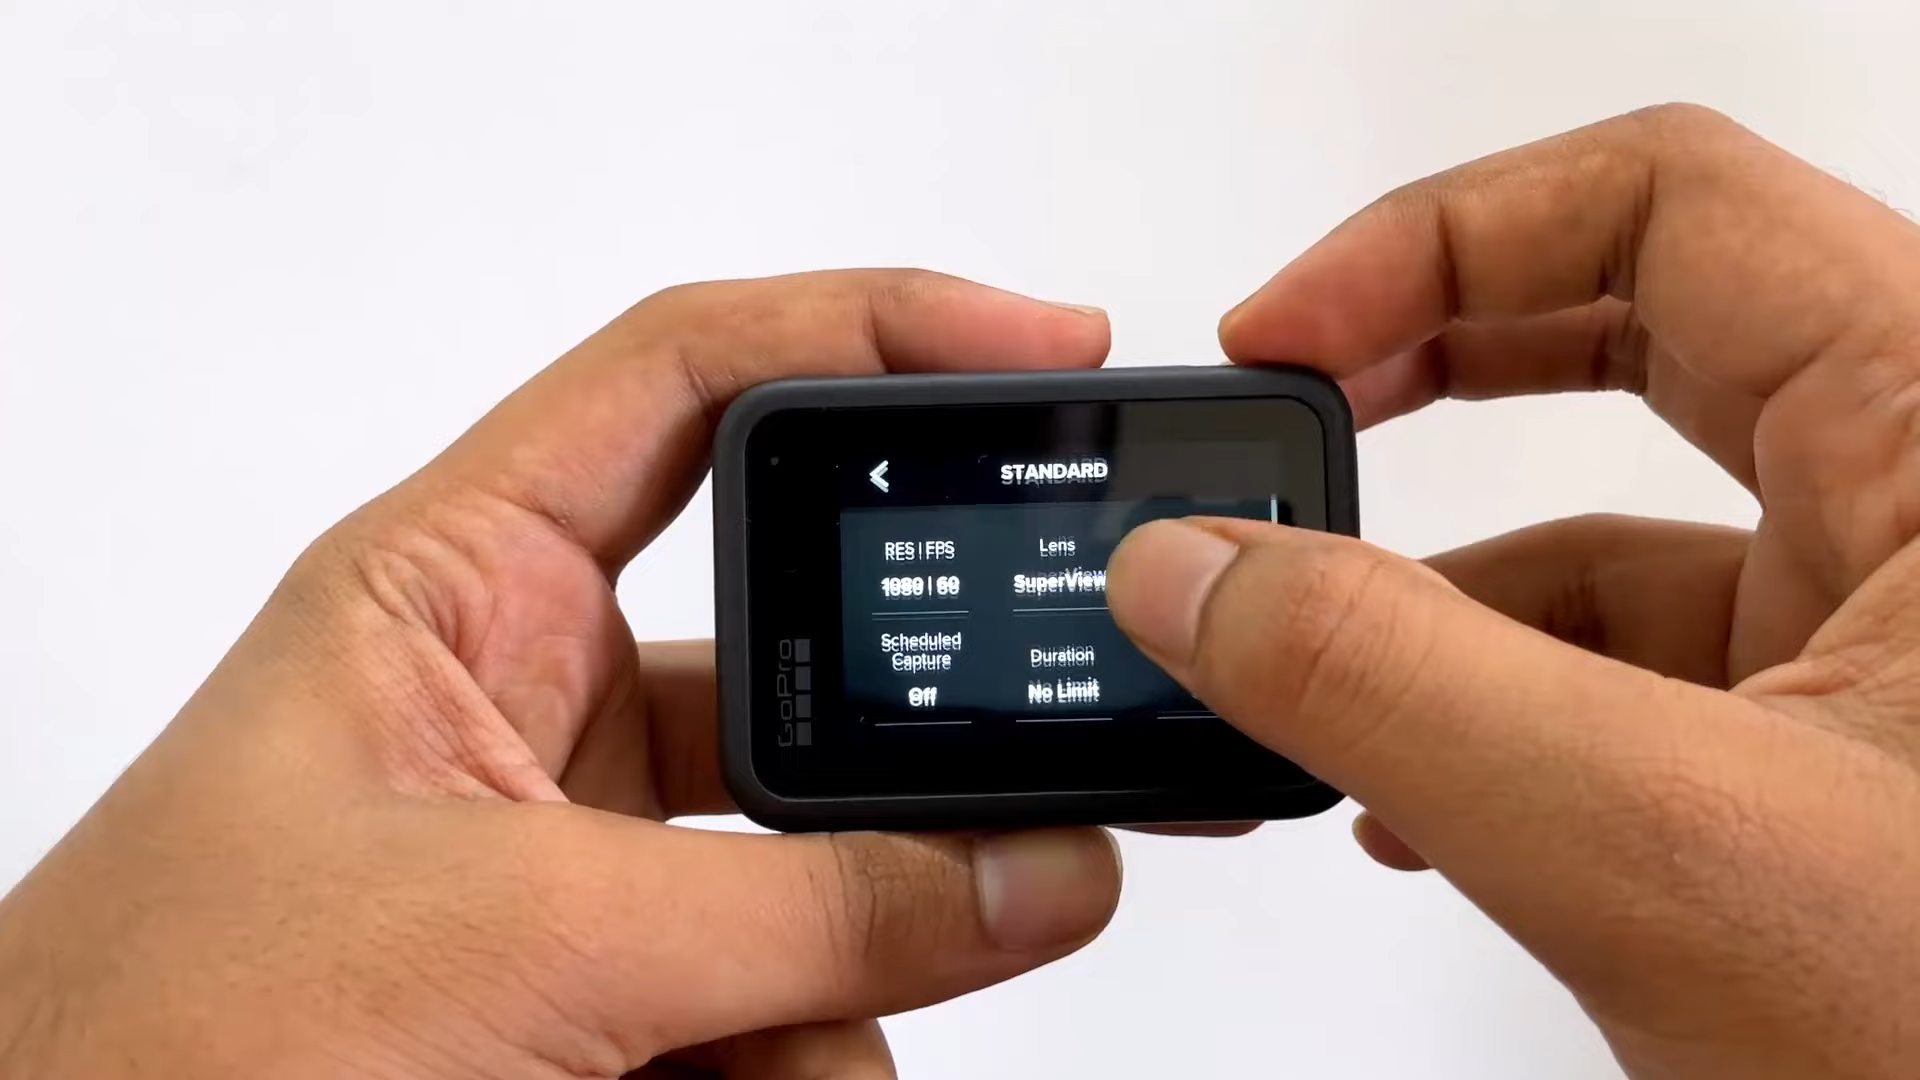 STANDARD
RES | FPS
Lens
1080 | 60
SuperView
Scheduled
Capture
Duration
Off
No Limit
GoPro